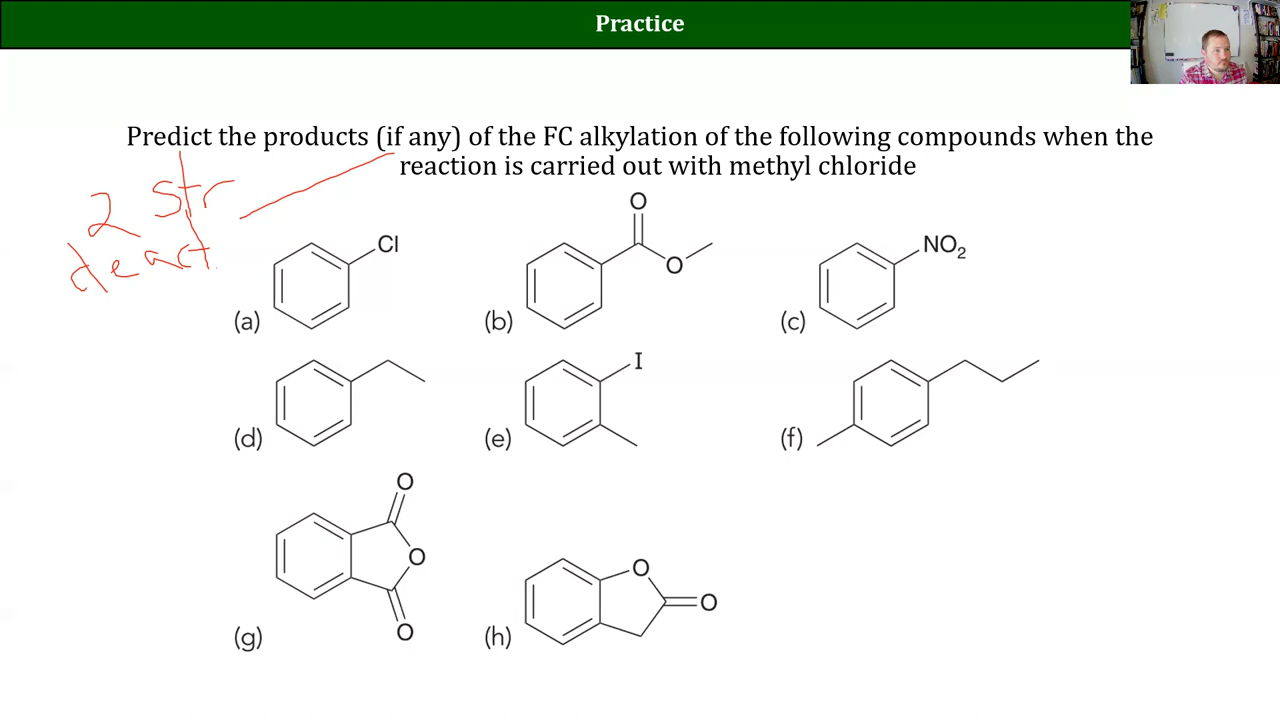 Practice
Predict the products (if any) of the FC alkylation of the following compounds when the
reaction is carried out with methyl chloride
2 str
deact.
O
Cl
O
NO₂
(a)
(b)
(c)
I
(d)
(e)
(f)
O
O
O
O
O
(g)
(h)